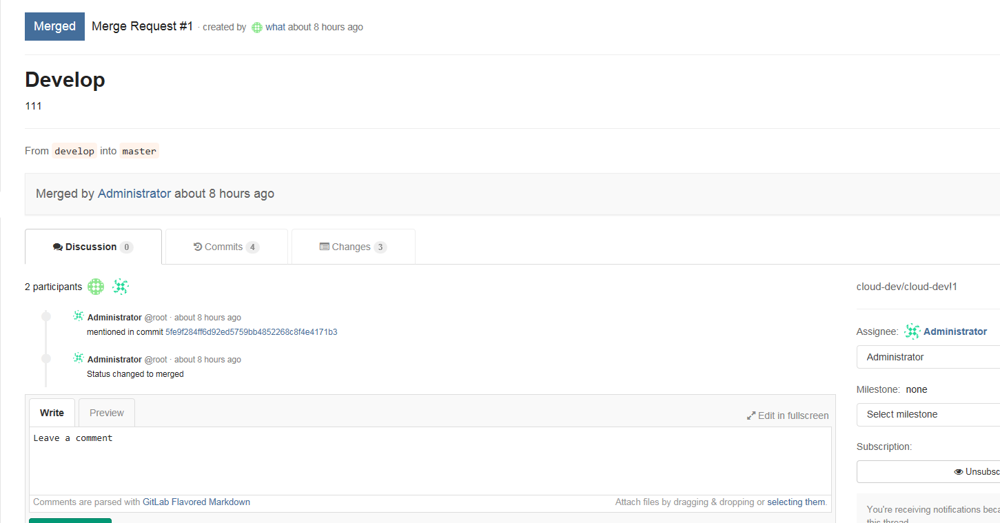 Merged Merge Request #1 · created by what about 8 hours ago
Develop
111
From develop into master
Merged by Administrator about 8 hours ago
Discussion 0 Commits 4 Changes 3
2 participants
cloud-dev/cloud-dev!1
Administrator @root · about 8 hours ago
mentioned in commit 5fe9f284ff6d92ed5759bb4852268c8f4e4171b3
Assignee: Administrator
Administrator
Administrator @root · about 8 hours ago
Status changed to merged
Milestone: none
Select milestone
Write Preview Edit in fullscreen
Leave a comment
Subscription:
Unsubsc
Comments are parsed with GitLab Flavored Markdown Attach files by dragging & dropping or selecting them.
You're receiving notifications beca
this thread